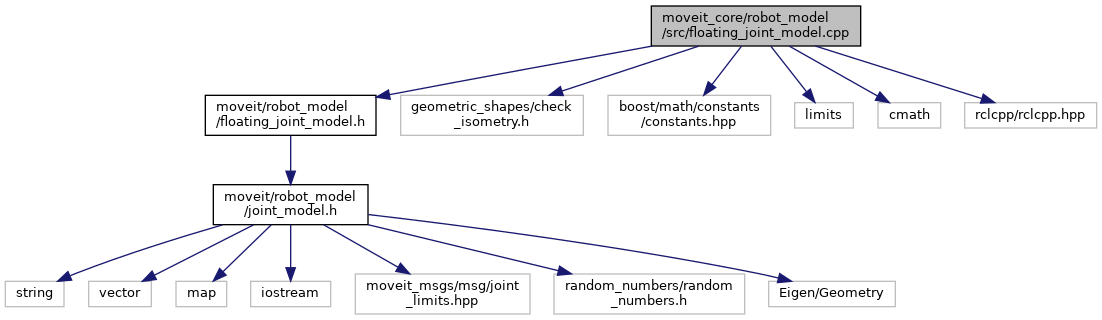 moveit_core/robot_model
/src/floating_joint_model.cpp
moveit/robot_model
/floating_joint_model.h
geometric_shapes/check
_isometry.h
boost/math/constants
/constants.hpp
limits
cmath
rclcpp/rclcpp.hpp
moveit/robot_model
/joint_model.h
string
vector
map
iostream
moveit_msgs/msg/joint
_limits.hpp
random_numbers/random
_numbers.h
Eigen/Geometry